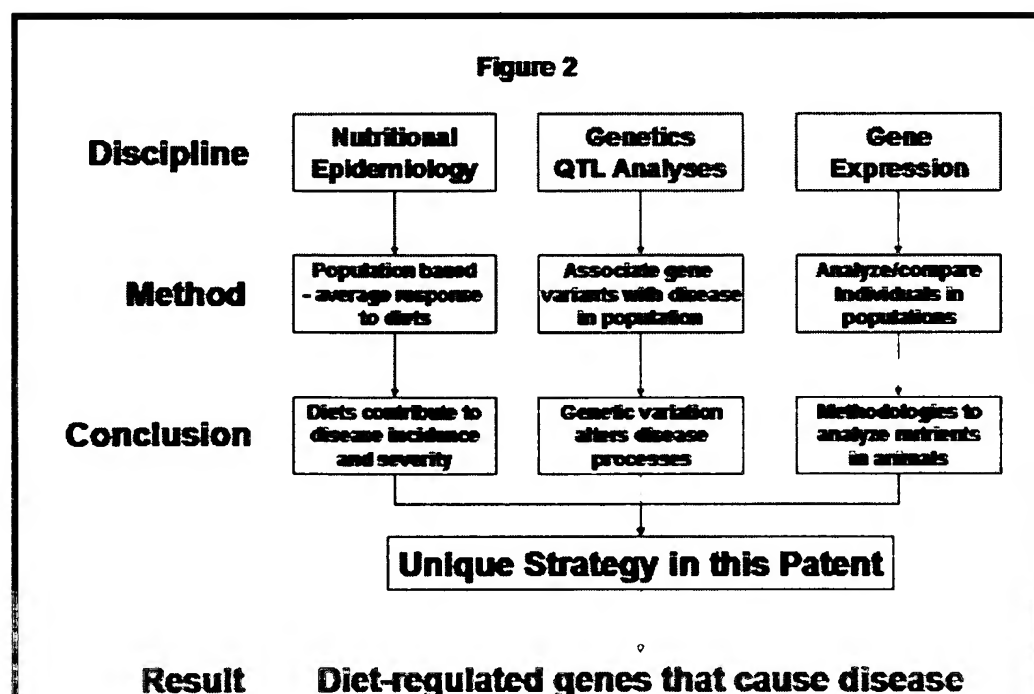 Figure 2
Discipline
Nutritional
Epidemiology
Genetics
QTL Analyses
Gene
Expression
Method
Population based
- average response
to diets
Associate gene
variants with disease
in population
Analyze/compare
individuals in
populations
Conclusion
Diets contribute to
disease incidence
and severity
Genetic variation
alters disease
processes
Methodologies to
analyze nutrients
in animals
Unique Strategy in this Patent
Result
Diet-regulated genes that cause disease